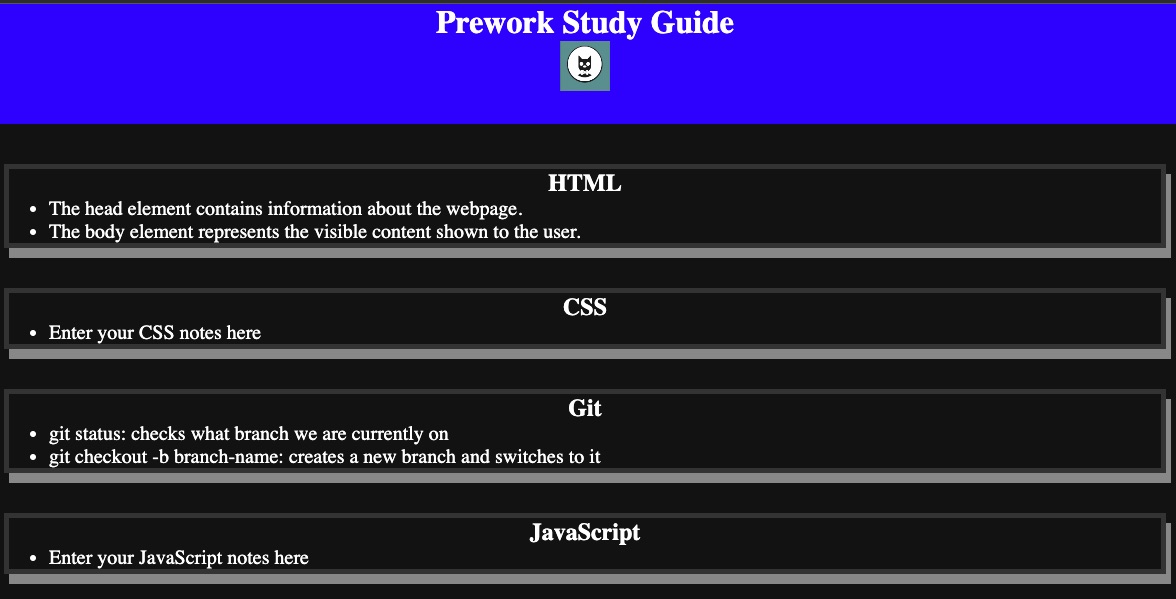 Prework Study Guide
HTML
• The head element contains information about the webpage.
• The body element represents the visible content shown to the user.
CSS
• Enter your CSS notes here
Git
• git status: checks what branch we are currently on
• git checkout -b branch-name: creates a new branch and switches to it
JavaScript
• Enter your JavaScript notes here